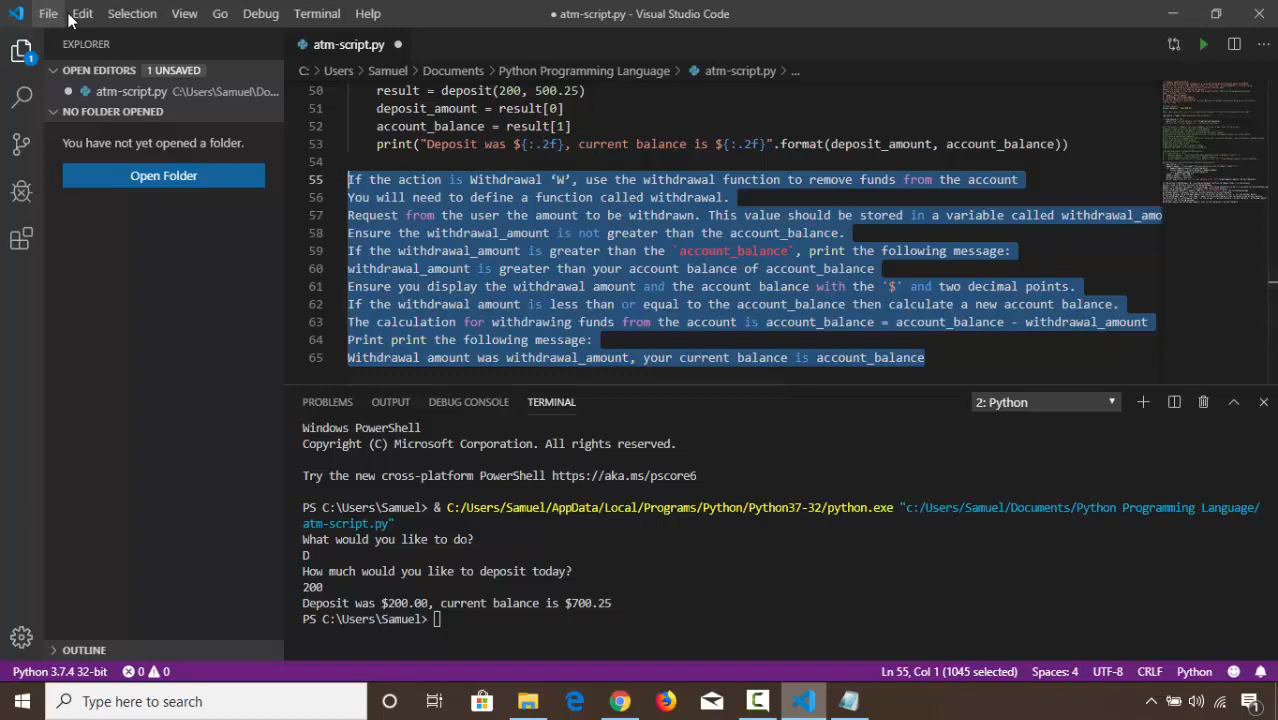 File Edit Selection View Go Debug Terminal Help ● atm-script.py - Visual Studio Code
EXPLORER
1
OPEN EDITORS 1 UNSAVED
atm-script.py C:\Users\Samuel\Do...
NO FOLDER OPENED
You have not yet opened a folder.
Open Folder
OUTLINE
atm-script.py
C: > Users > Samuel > Documents > Python Programming Language > atm-script.py > ...
50 result = deposit(200, 500.25)
51 deposit_amount = result[0]
52 account_balance = result[1]
53 print("Deposit was ${:.2f}, current balance is ${:.2f}".format(deposit_amount, account_balance))
54
55 If the action is Withdrawal ‘W’, use the withdrawal function to remove funds from the account
56 You will need to define a function called withdrawal.
57 Request from the user the amount to be withdrawn. This value should be stored in a variable called withdrawal_amo
58 Ensure the withdrawal_amount is not greater than the account_balance.
59 If the withdrawal_amount is greater than the `account_balance`, print the following message:
60 withdrawal_amount is greater than your account balance of account_balance
61 Ensure you display the withdrawal amount and the account balance with the '$' and two decimal points.
62 If the withdrawal amount is less than or equal to the account_balance then calculate a new account balance.
63 The calculation for withdrawing funds from the account is account_balance = account_balance - withdrawal_amount
64 Print print the following message:
65 Withdrawal amount was withdrawal_amount, your current balance is account_balance
PROBLEMS OUTPUT DEBUG CONSOLE TERMINAL 2: Python
Windows PowerShell
Copyright (C) Microsoft Corporation. All rights reserved.
Try the new cross-platform PowerShell https://aka.ms/pscore6
PS C:\Users\Samuel> & C:/Users/Samuel/AppData/Local/Programs/Python/Python37-32/python.exe "c:/Users/Samuel/Documents/Python Programming Language/
atm-script.py"
What would you like to do?
D
How much would you like to deposit today?
200
Deposit was $200.00, current balance is $700.25
PS C:\Users\Samuel>
Python 3.7.4 32-bit 0 0 Ln 55, Col 1 (1045 selected) Spaces: 4 UTF-8 CRLF Python
Type here to search
1